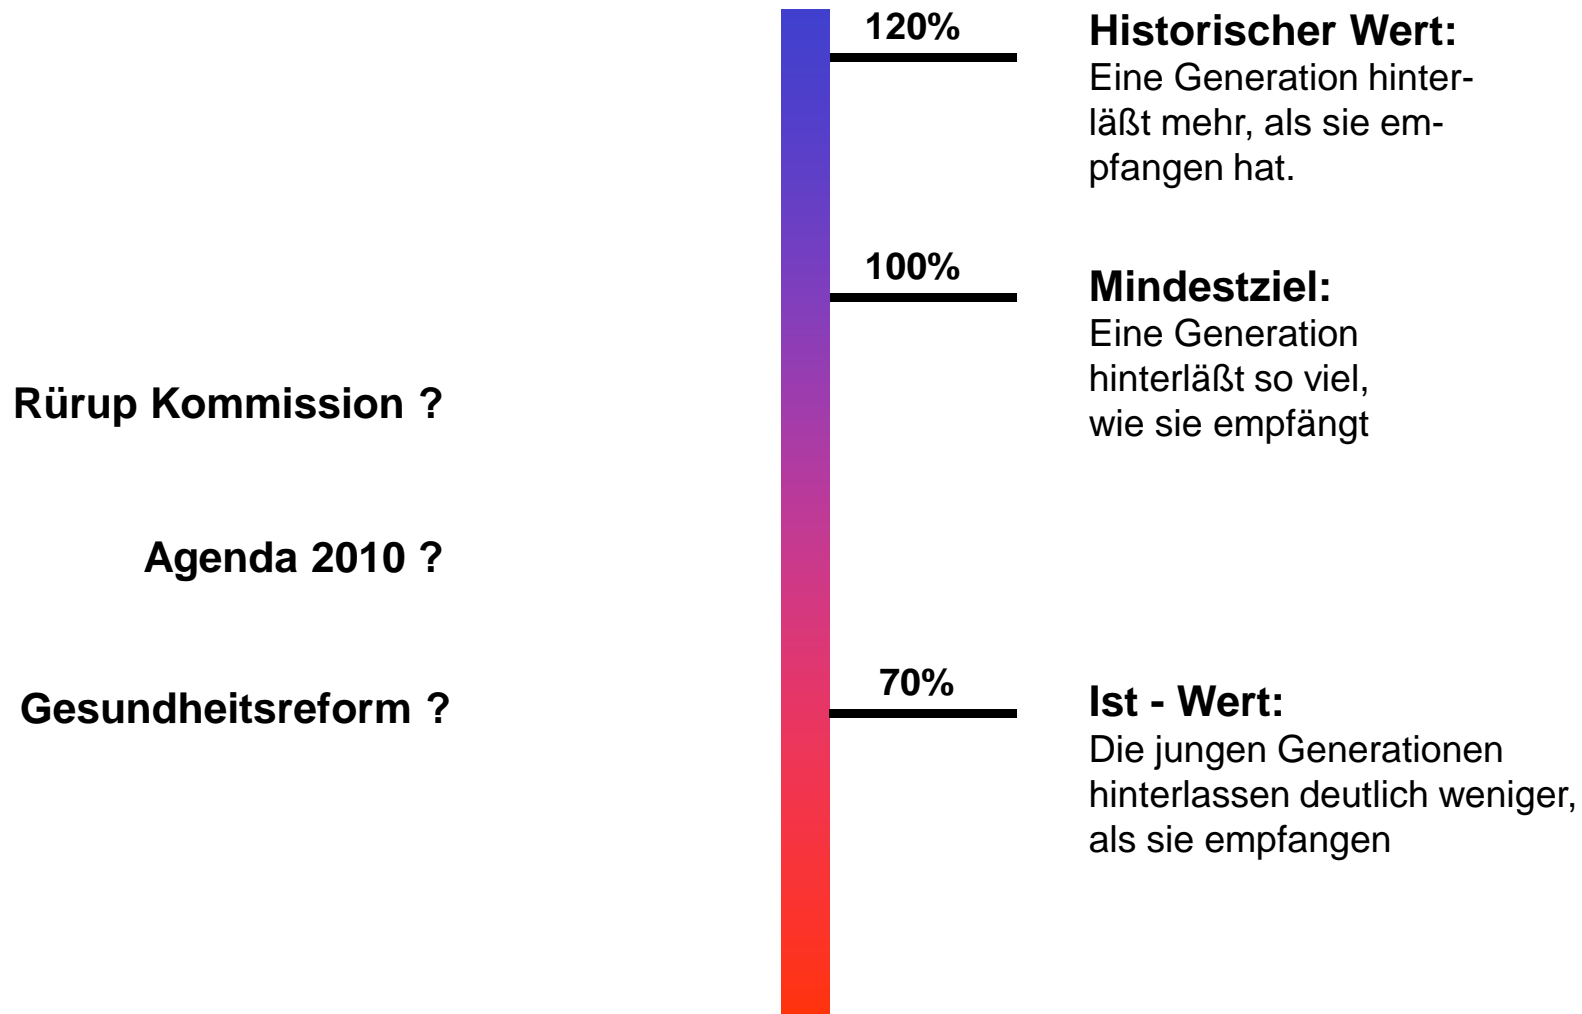 120%
Historischer Wert:
Eine Generation hinter-
läßt mehr, als sie em-
pfangen hat.
100%
Mindestziel:
Eine Generation
hinterläßt so viel,
wie sie empfängt
Rürup Kommission ?
Agenda 2010 ?
Gesundheitsreform ?
70%
Ist - Wert:
Die jungen Generationen
hinterlassen deutlich weniger,
als sie empfangen